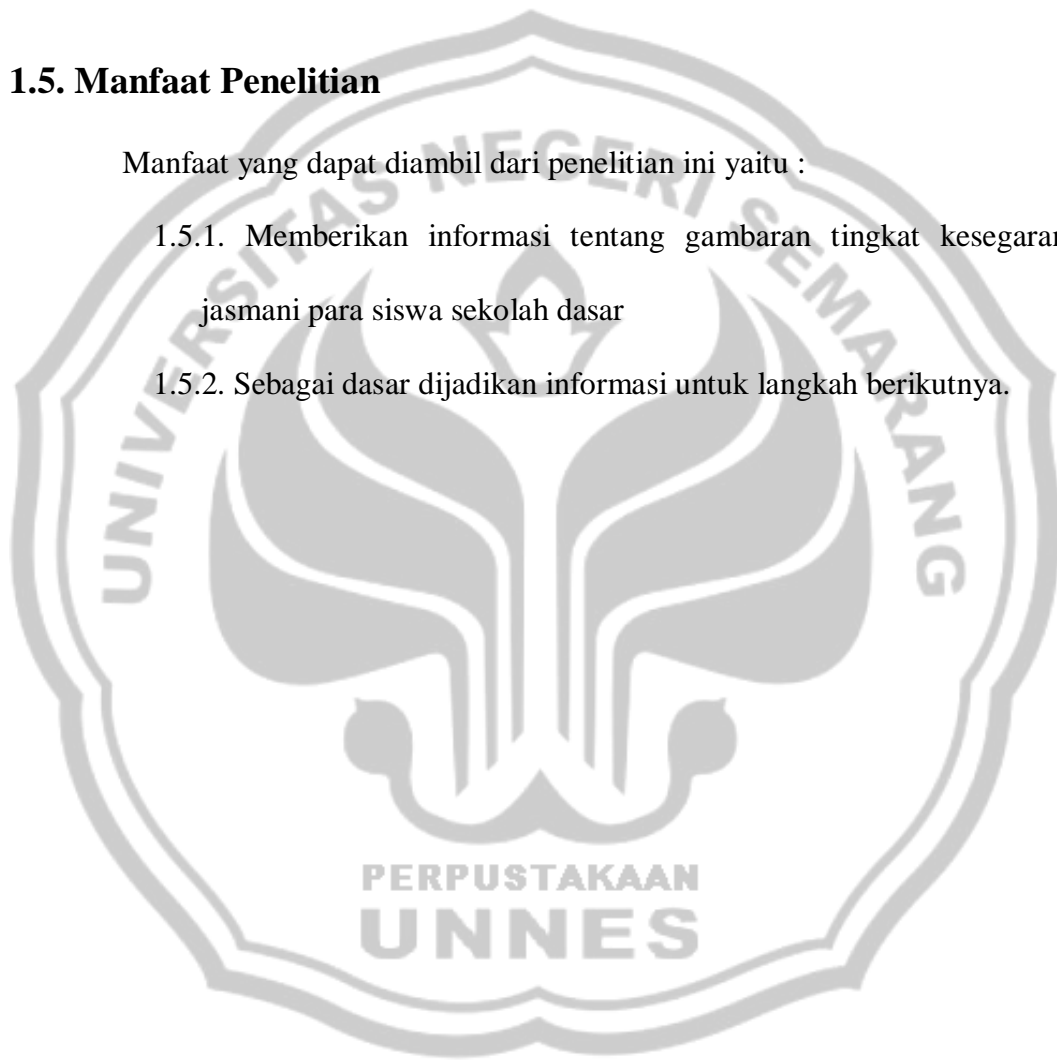 1.5. Manfaat Penelitian
Manfaat yang dapat diambil dari penelitian ini yaitu :
1.5.1. Memberikan informasi tentang gambaran tingkat kesegaran
jasmani para siswa sekolah dasar
1.5.2. Sebagai dasar dijadikan informasi untuk langkah berikutnya.
UNIVERSITAS NEGERI SEMARANG
PERPUSTAKAAN
UNNES